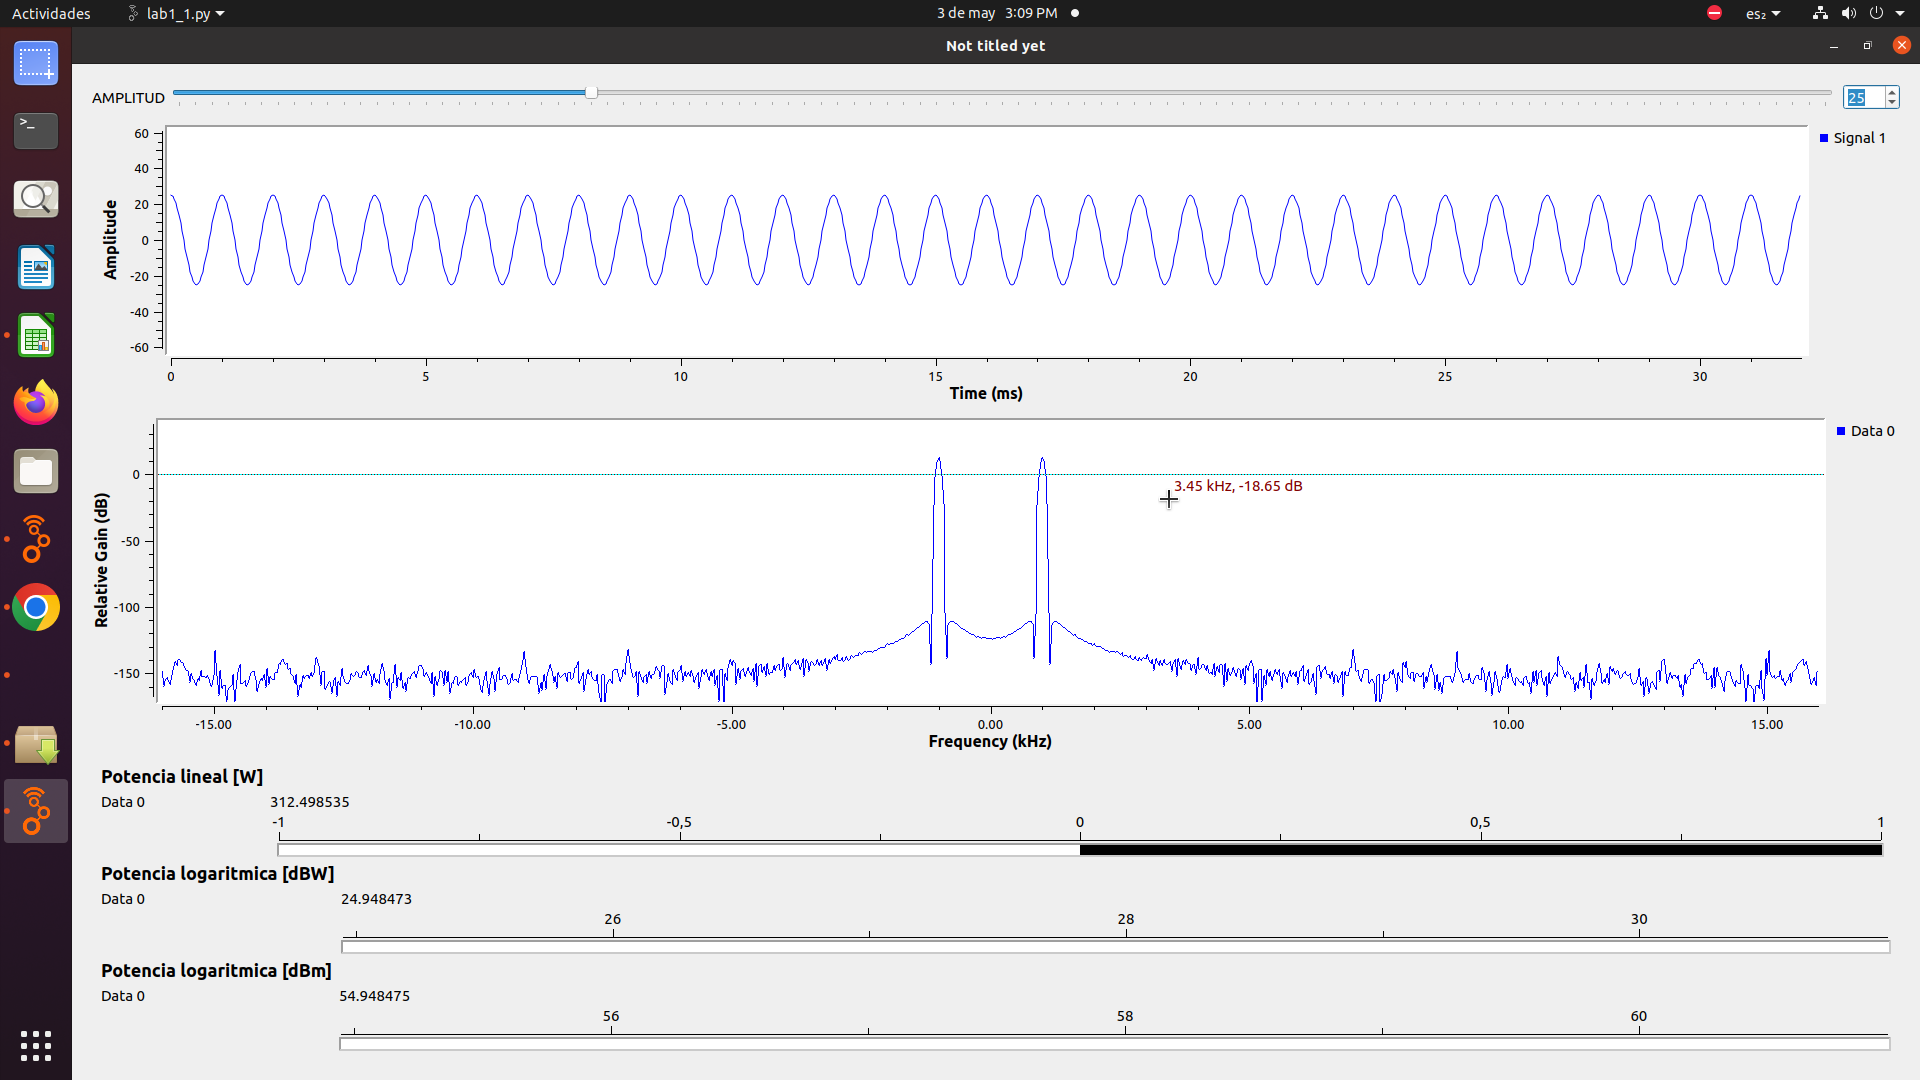 Actividades lab1_1.py 3 de may 3:09 PM es₂
Not titled yet
AMPLITUD 25
Signal 1
60
40
20
0
-20
-40
-60
Amplitude
0 5 10 15 20 25 30
Time (ms)
Data 0
0
-50
-100
-150
Relative Gain (dB)
3.45 kHz, -18.65 dB
-15.00 -10.00 -5.00 0.00 5.00 10.00 15.00
Frequency (kHz)
Potencia lineal [W]
Data 0 312.498535
-1 -0,5 0 0,5 1
Potencia logaritmica [dBW]
Data 0 24.948473
26 28 30
Potencia logaritmica [dBm]
Data 0 54.948475
56 58 60